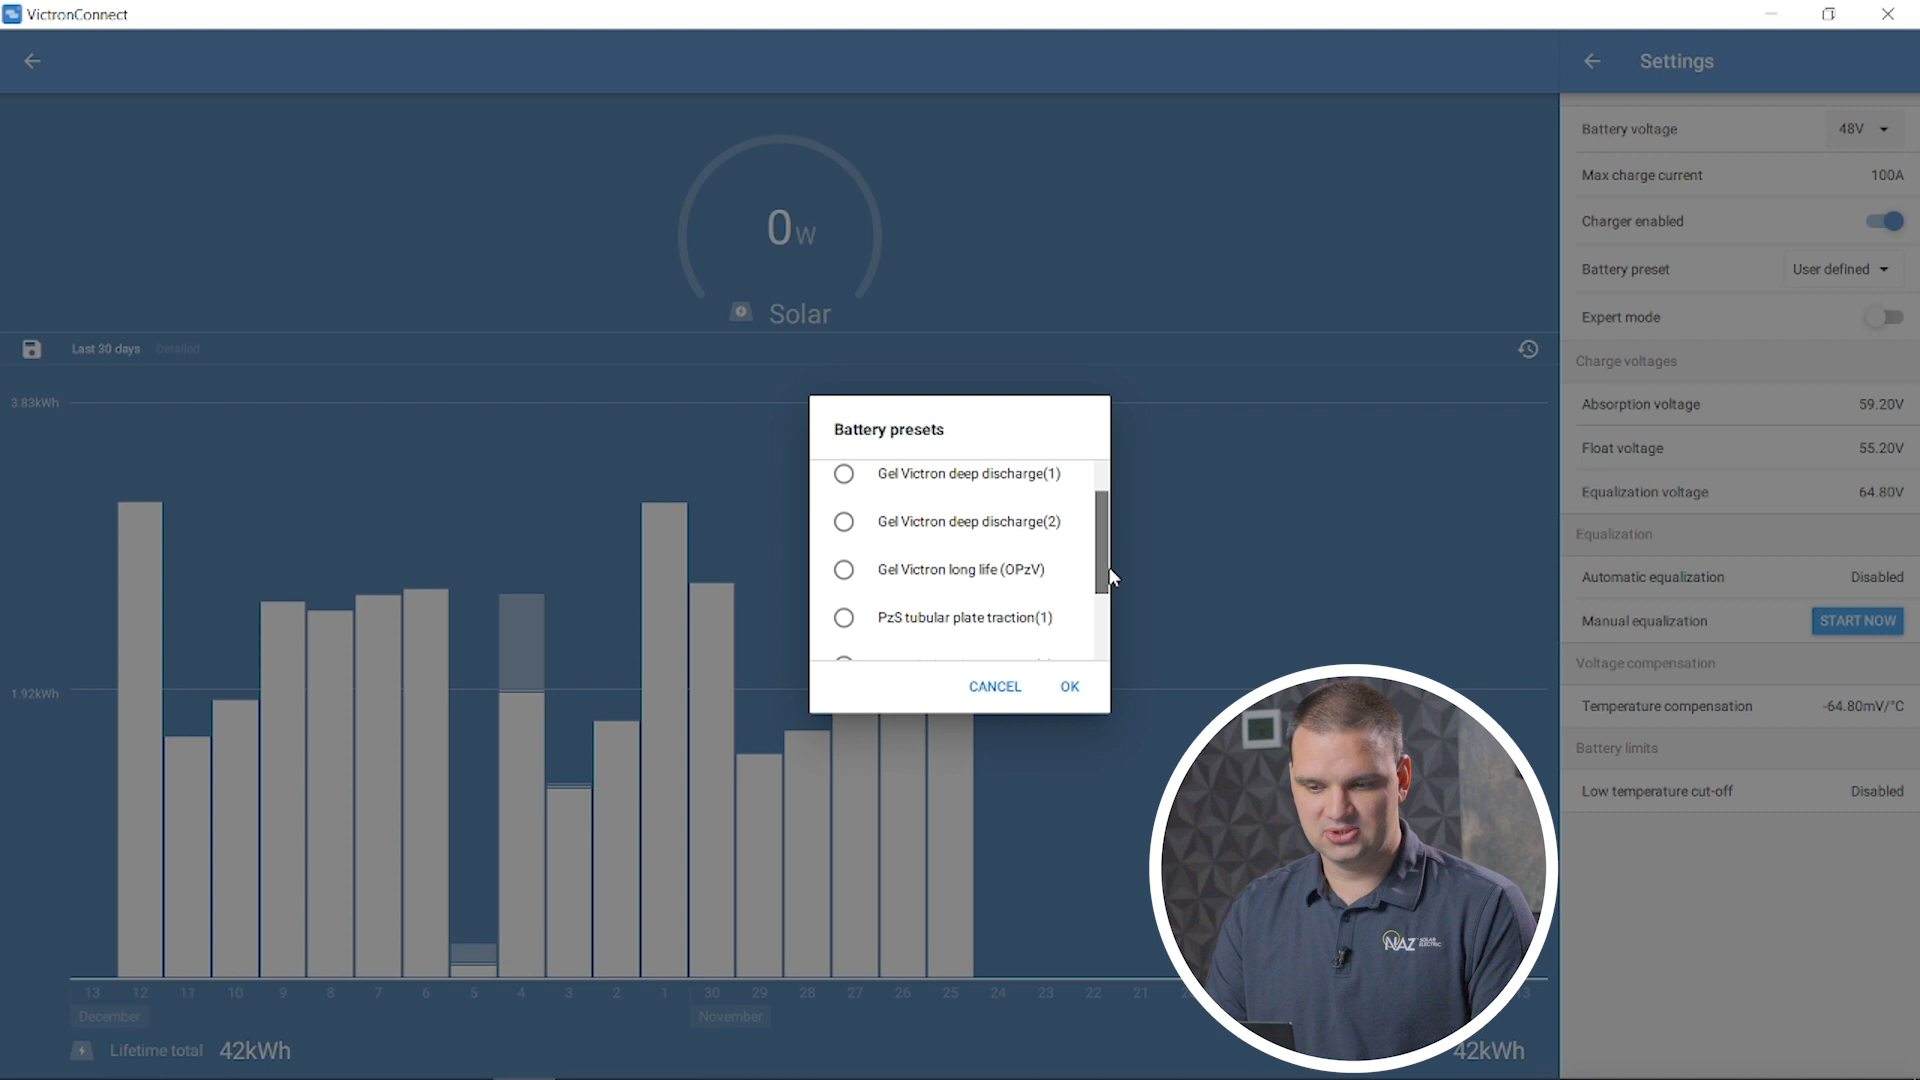 VictronConnect
Settings
Battery voltage 48V
Max charge current 100A
Charger enabled
Battery preset User defined
Expert mode
Charge voltages
Absorption voltage 59.20V
Float voltage 55.20V
Equalization voltage 64.80V
Equalization
Automatic equalization Disabled
Manual equalization START NOW
Voltage compensation
Temperature compensation -64.80mV/°C
Battery limits
Low temperature cut-off Disabled
0W
Solar
Last 30 days Detailed
3.83kWh
1.92kWh
Battery presets
Gel Victron deep discharge(1)
Gel Victron deep discharge(2)
Gel Victron long life (OPzV)
PzS tubular plate traction(1)
CANCEL OK
13 12 11 10 9 8 7 6 5 4 3 2 1 30 29 28 27 26 25 24 23 22 21
December November
Lifetime total 42kWh
42kWh
NAZ SOLAR ELECTRIC